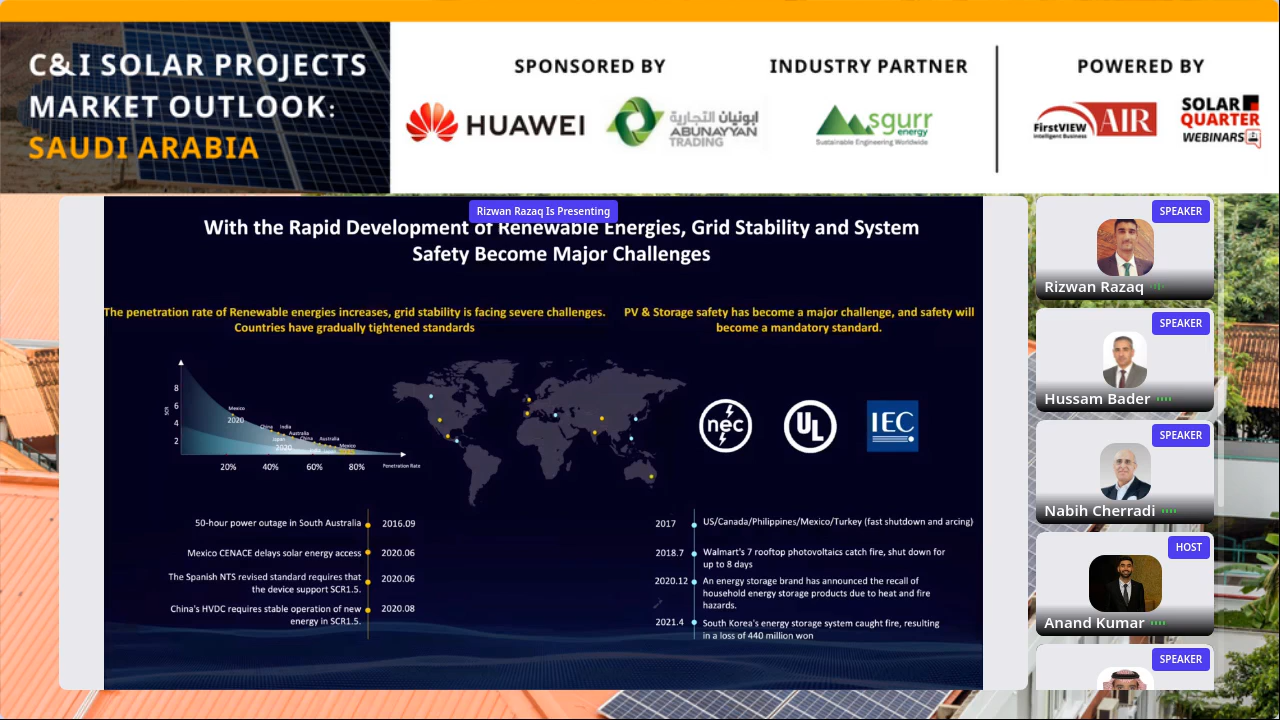 C&I SOLAR PROJECTS
MARKET OUTLOOK:
SAUDI ARABIA
SPONSORED BY
INDUSTRY PARTNER
POWERED BY
HUAWEI
ابونيان التجارية
ABUNAYYAN
TRADING
sgurr
energy
Sustainable Engineering Worldwide
FirstVIEW
Intelligent Business
AIR
SOLAR
QUARTER
WEBINARS
Rizwan Razaq Is Presenting
With the Rapid Development of Renewable Energies, Grid Stability and System
Safety Become Major Challenges
The penetration rate of Renewable energies increases, grid stability is facing severe challenges.
Countries have gradually tightened standards
PV & Storage safety has become a major challenge, and safety will
become a mandatory standard.
SCR
8
6
4
2
Mexico
2020
China
India
Australia
Japan
China
Australia
Mexico
2020
20%
40%
60%
80%
Penetration Rate
nec
UL
IEC
50-hour power outage in South Australia
2016.09
Mexico CENACE delays solar energy access
2020.06
The Spanish NTS revised standard requires that
the device support SCR1.5.
2020.06
China's HVDC requires stable operation of new
energy in SCR1.5.
2020.08
2017
US/Canada/Philippines/Mexico/Turkey (fast shutdown and arcing)
2018.7
Walmart's 7 rooftop photovoltaics catch fire, shut down for
up to 8 days
2020.12
An energy storage brand has announced the recall of
household energy storage products due to heat and fire
hazards.
2021.4
South Korea's energy storage system caught fire, resulting
in a loss of 440 million won
SPEAKER
Rizwan Razaq
SPEAKER
Hussam Bader
SPEAKER
Nabih Cherradi
HOST
Anand Kumar
SPEAKER